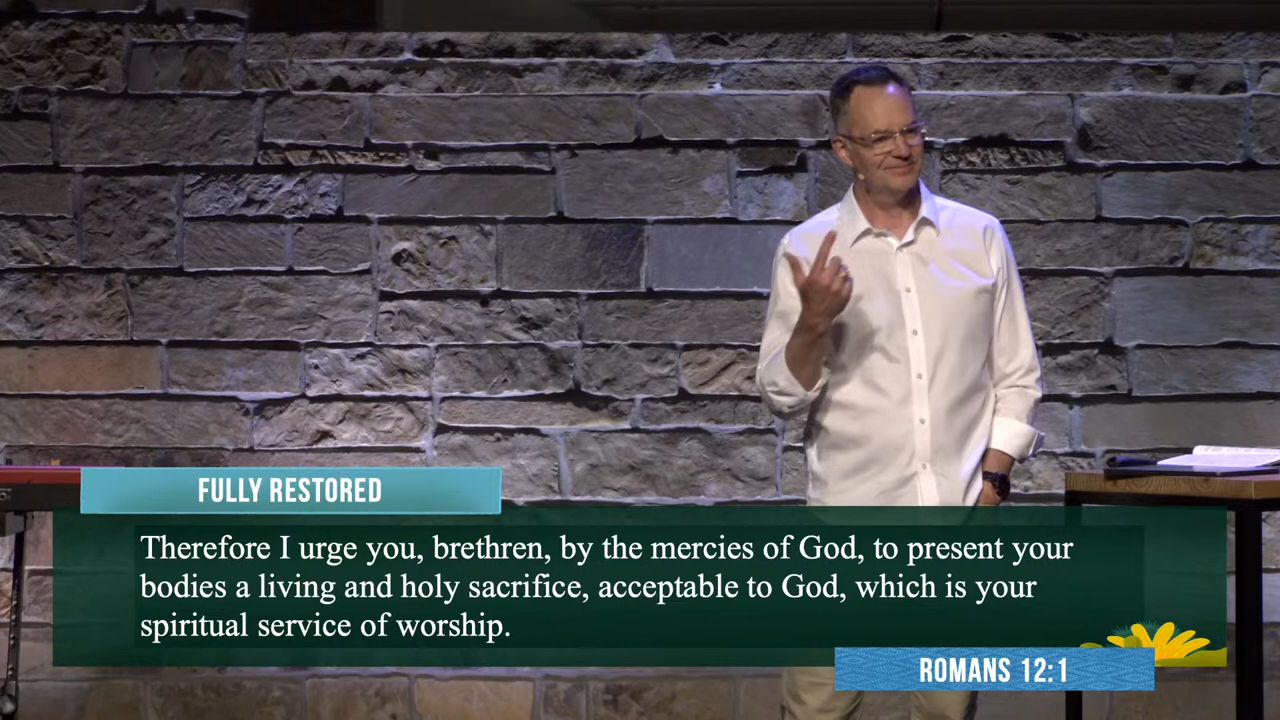 FULLY RESTORED
Therefore I urge you, brethren, by the mercies of God, to present your
bodies a living and holy sacrifice, acceptable to God, which is your
spiritual service of worship.
ROMANS 12:1